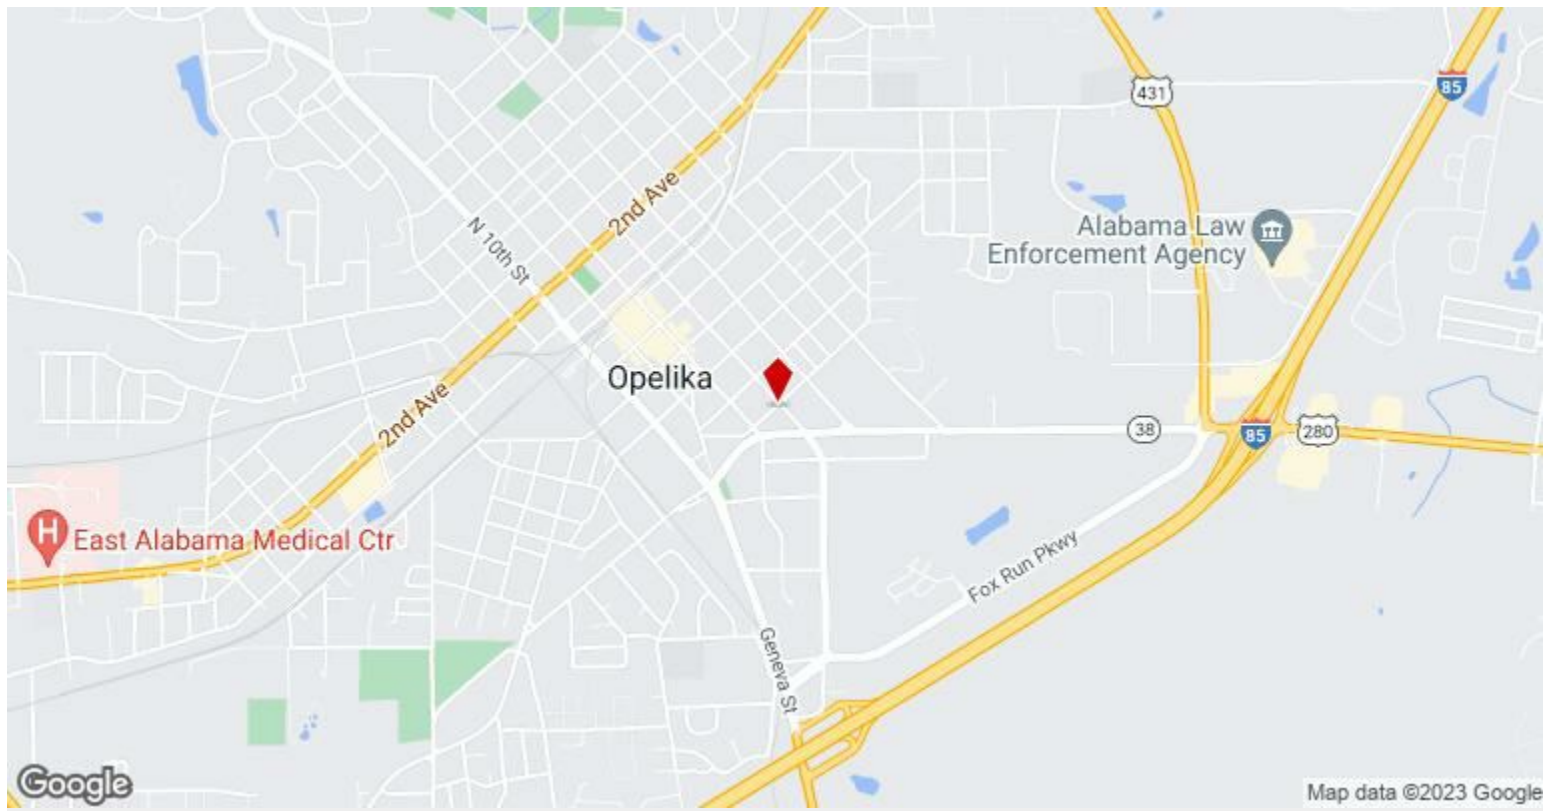 431
85
2nd Ave
N 10th St
Alabama Law
Enforcement Agency
Opelika
2nd Ave
38
85
280
H
East Alabama Medical Ctr
Fox Run Pkwy
Geneva St
Google
Map data ©2023 Google